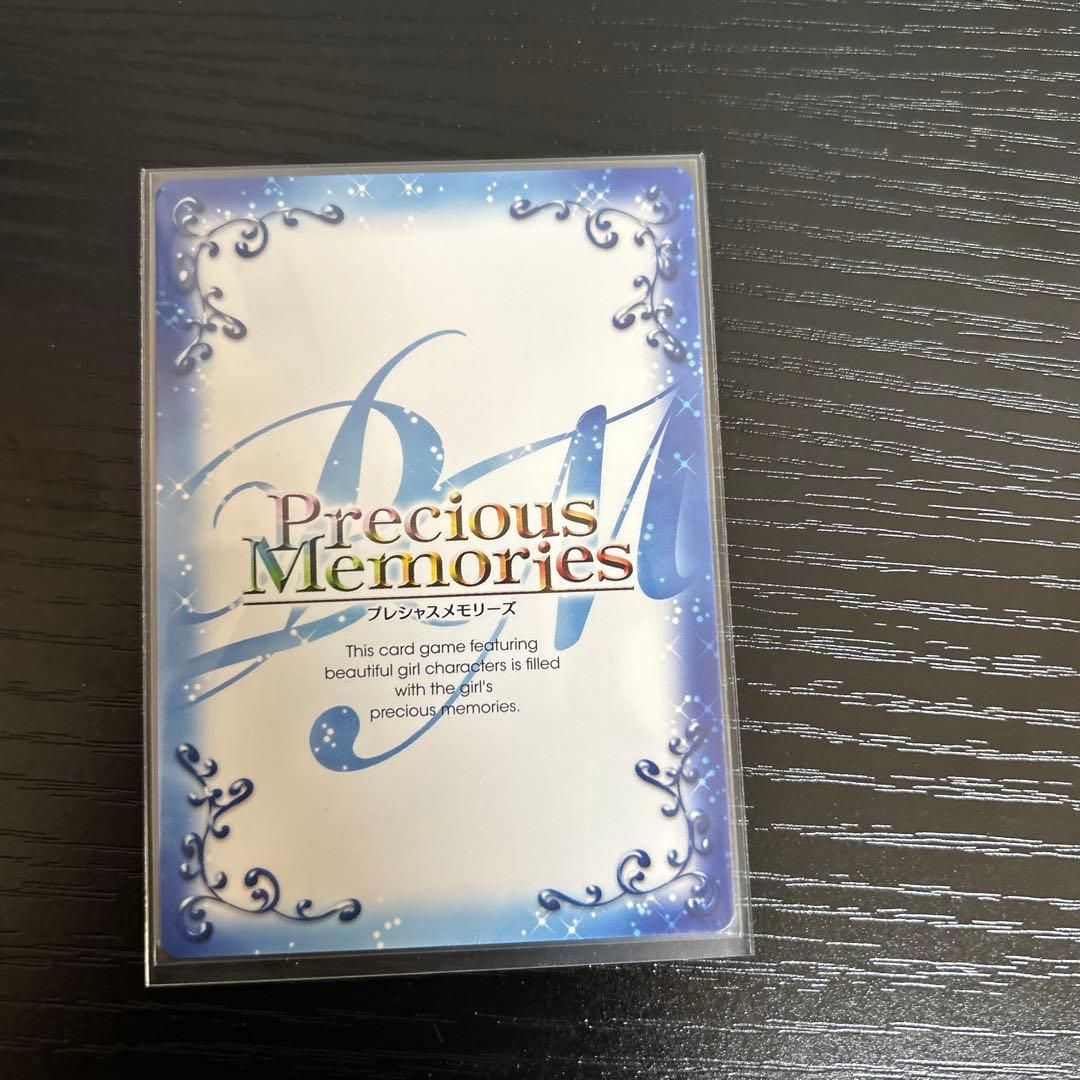 PM
Precious
Memories
プレシャスメモリーズ
This card game featuring
beautiful girl characters is filled
with the girl's
precious memories.